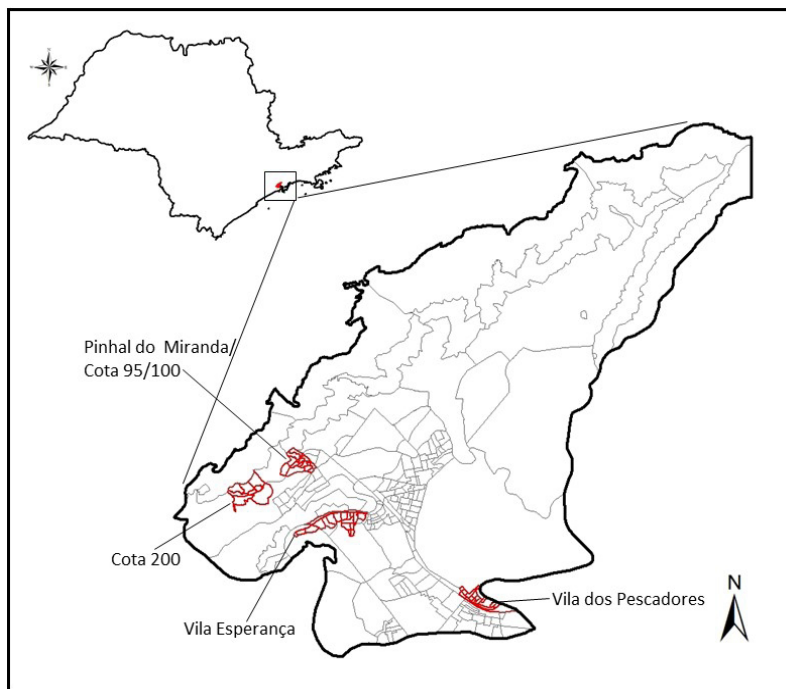 Pinhal do Miranda/
Cota 95/100
Cota 200
Vila Esperança
Vila dos Pescadores
N